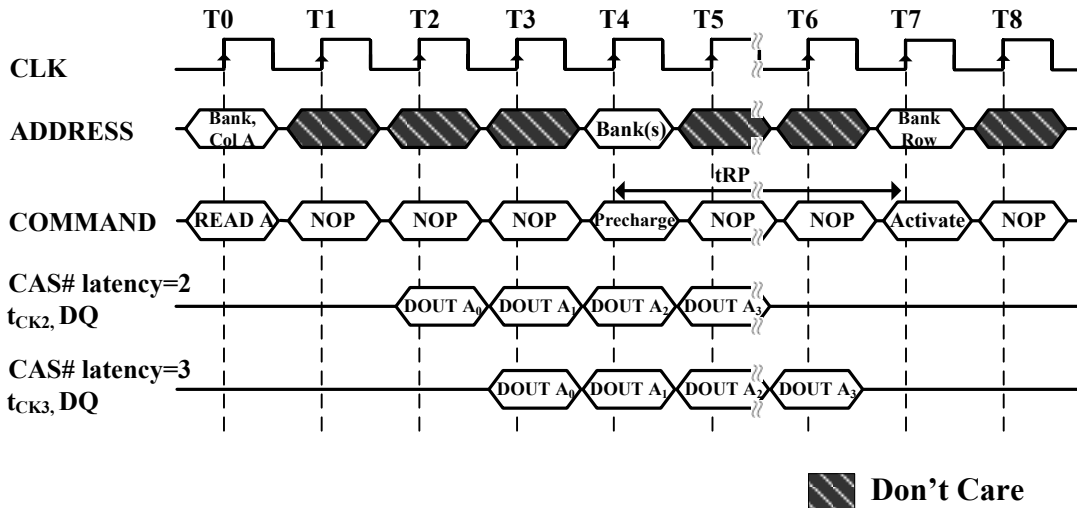 T0 T1 T2 T3 T4 T5 T6 T7 T8
CLK
ADDRESS
Bank,
Col A
Bank(s)
Bank
Row
tRP
COMMAND
READ A NOP NOP NOP Precharge NOP NOP Activate NOP
CAS# latency=2
tCK2, DQ
DOUT A0 DOUT A1 DOUT A2 DOUT A3
CAS# latency=3
tCK3, DQ
DOUT A0 DOUT A1 DOUT A2 DOUT A3
Don't Care